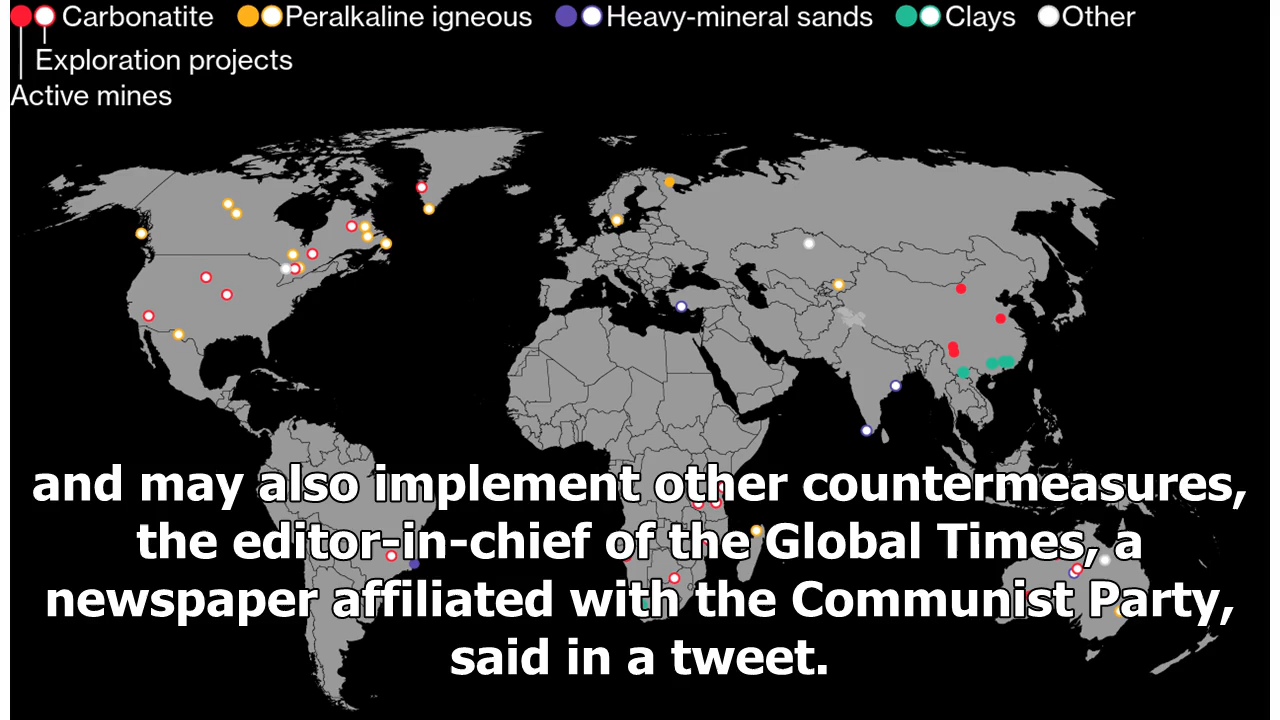 Carbonatite Peralkaline igneous Heavy-mineral sands Clays Other
Exploration projects
Active mines
and may also implement other countermeasures,
the editor-in-chief of the Global Times, a
newspaper affiliated with the Communist Party,
said in a tweet.